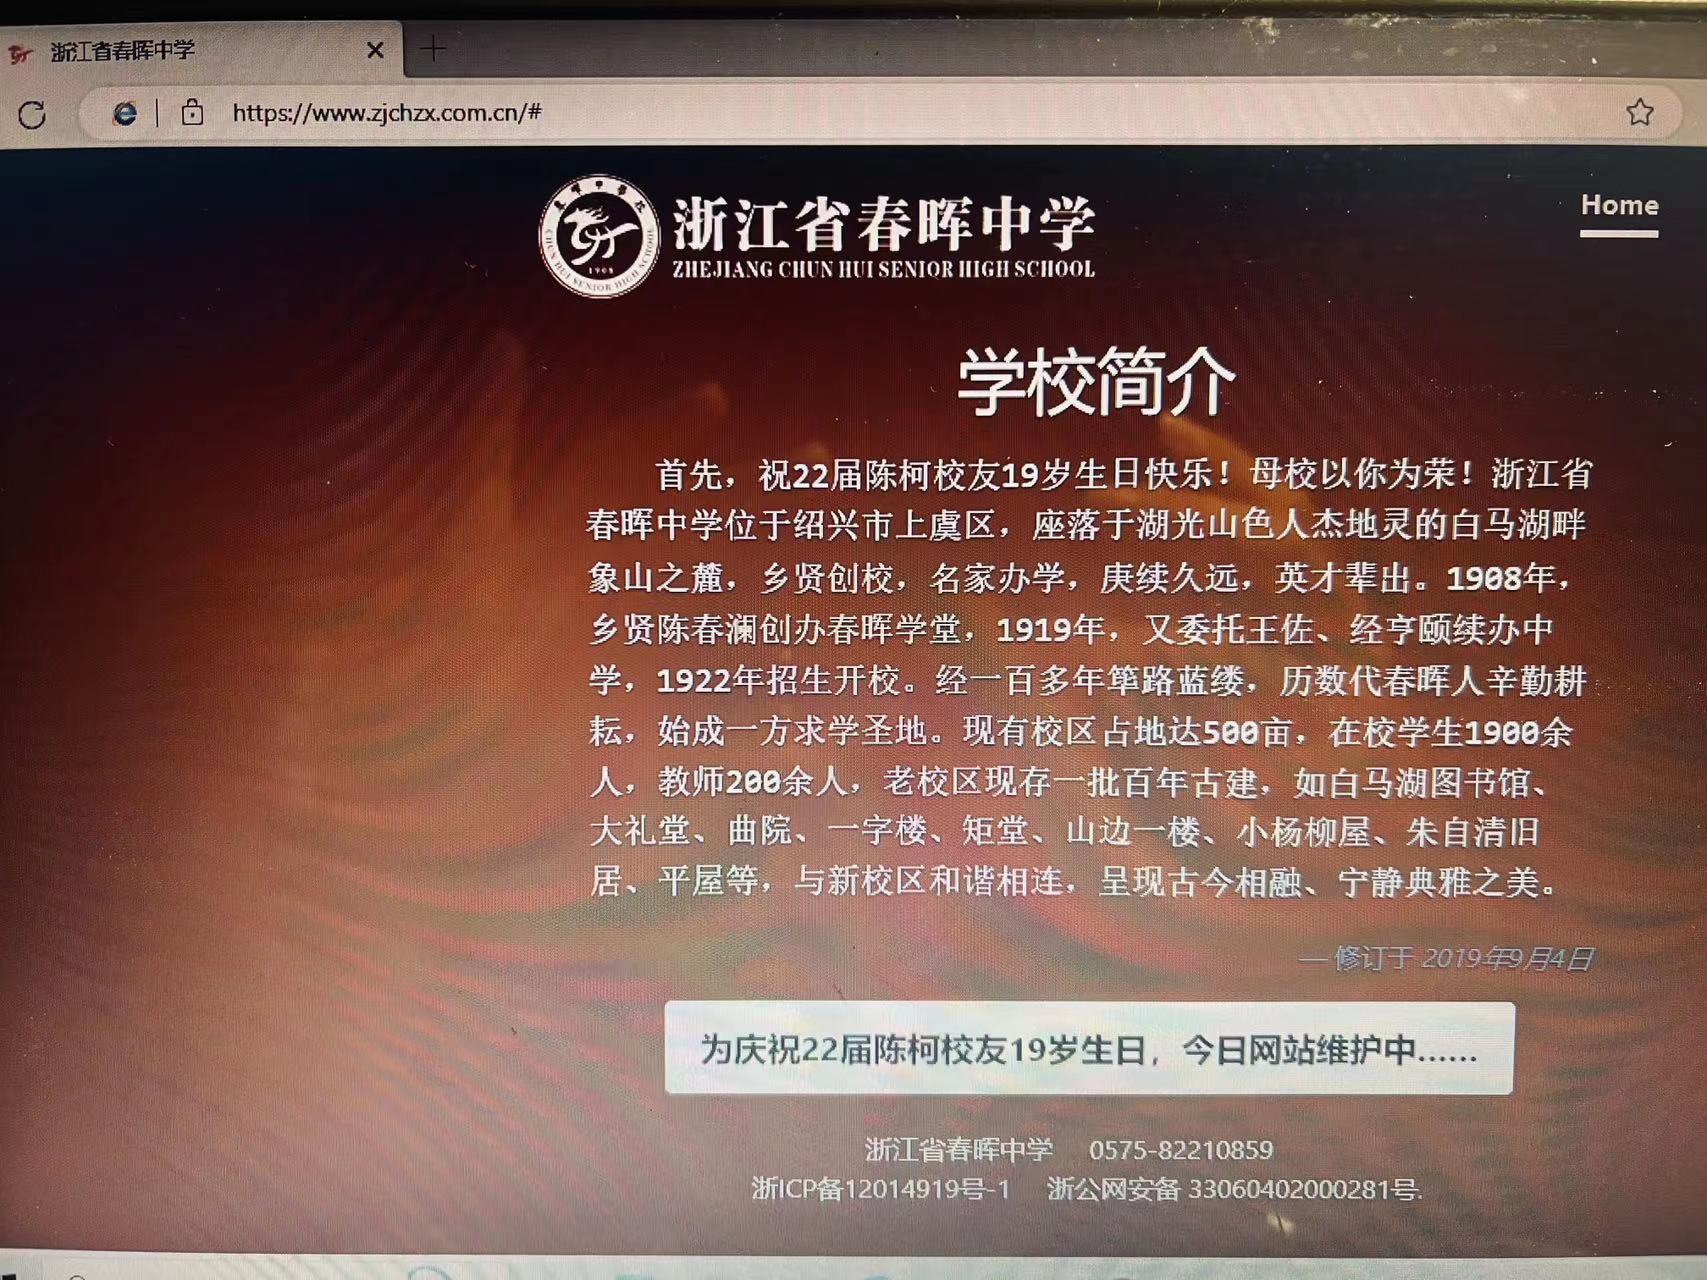 浙江省春晖中学
https://www.zjchzx.com.cn/#
浙江省春晖中学
ZHEJIANG CHUN HUI SENIOR HIGH SCHOOL
1908
CHUN HUI SENIOR HIGH SCHOOL
Home
学校简介
首先，祝22届陈柯校友19岁生日快乐！母校以你为荣！浙江省
春晖中学位于绍兴市上虞区，座落于湖光山色人杰地灵的白马湖畔
象山之麓，乡贤创校，名家办学，庚续久远，英才辈出。1908年，
乡贤陈春澜创办春晖学堂，1919年，又委托王佐、经亨颐续办中
学，1922年招生开校。经一百多年筚路蓝缕，历数代春晖人辛勤耕
耘，始成一方求学圣地。现有校区占地达500亩，在校学生1900余
人，教师200余人，老校区现存一批百年古建，如白马湖图书馆、
大礼堂、曲院、一字楼、矩堂、山边一楼、小杨柳屋、朱自清旧
居、平屋等，与新校区和谐相连，呈现古今相融、宁静典雅之美。
— 修订于 2019年9月4日
为庆祝22届陈柯校友19岁生日，今日网站维护中......
浙江省春晖中学 0575-82210859
浙ICP备12014919号-1 浙公网安备 33060402000281号.